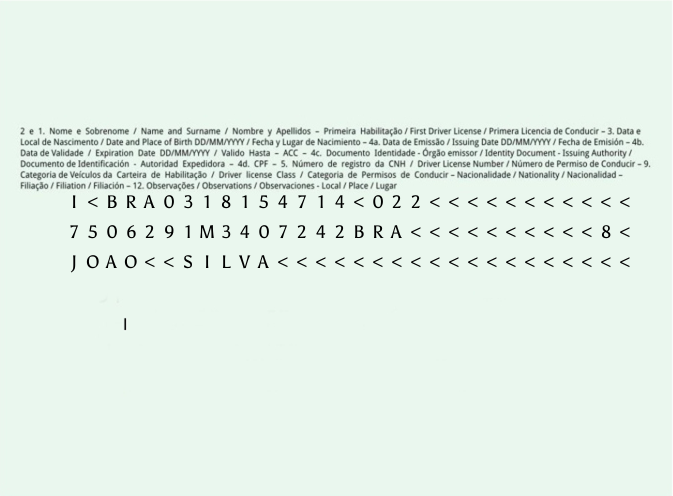 2 e 1. Nome e Sobrenome / Name and Surname / Nombre y Apellidos – Primeira Habilitação / First Driver License / Primera Licencia de Conducir – 3. Data e
Local de Nascimento / Date and Place of Birth DD/MM/YYYY / Fecha y Lugar de Nacimiento – 4a. Data de Emissão / Issuing Date DD/MM/YYYY / Fecha de Emisión – 4b.
Data de Validade / Expiration Date DD/MM/YYYY / Valido Hasta – ACC – 4c. Documento Identidade - Órgão emissor / Identity Document - Issuing Authority /
Documento de Identificación - Autoridad Expedidora – 4d. CPF – 5. Número de registro da CNH / Driver License Number / Número de Permiso de Conducir – 9.
Categoria de Veículos da Carteira de Habilitação / Driver license Class / Categoria de Permisos de Conducir – Nacionalidade / Nationality / Nacionalidad –
Filiação / Filiation / Filiación – 12. Observações / Observations / Observaciones - Local / Place / Lugar
I<BRA0318154714<022<<<<<<<<<<<
7506291M3407242BRA<<<<<<<<<<8<
JOAO<<SILVA<<<<<<<<<<<<<<<<<<<
I